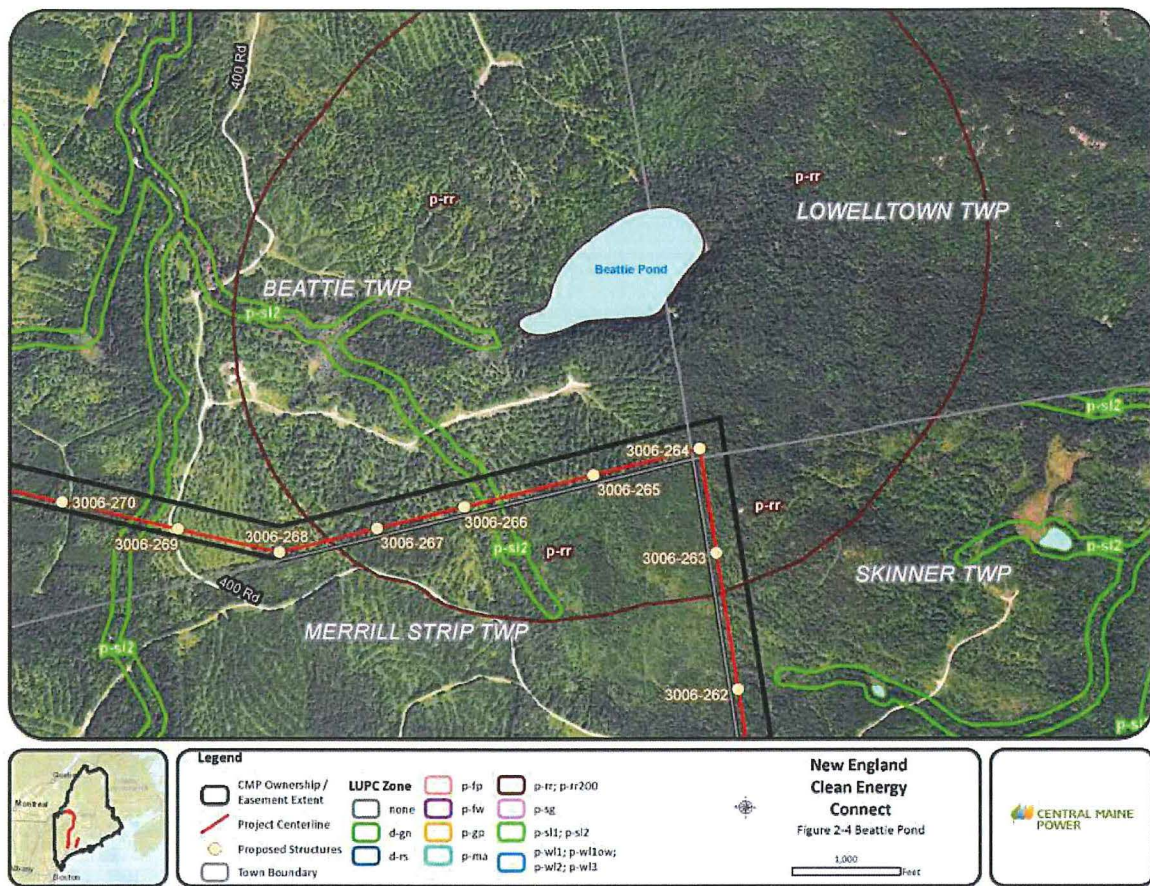 400 Rd
p-rr
p-rr
LOWELLTOWN TWP
Beattie Pond
BEATTIE TWP
p-sl2
p-sl2
3006-264
3006-265
3006-270
3006-266
p-rr
3006-268
3006-269
3006-267
3006-263
p-sl2
p-rr
p-sl2
SKINNER TWP
400 Rd
MERRILL STRIP TWP
p-sl2
3006-262
Quebec
Montreal
Boston
Legend
CMP Ownership /
Easement Extent
Project Centerline
Proposed Structures
Town Boundary
LUPC Zone
none
d-gn
d-rs
p-fp
p-fw
p-gp
p-ma
p-rr; p-rr200
p-sg
p-sl1; p-sl2
p-wl1; p-wl1ow;
p-wl2; p-wl3
New England
Clean Energy
Connect
Figure 2-4 Beattie Pond
1,000
Feet
CENTRAL MAINE
POWER